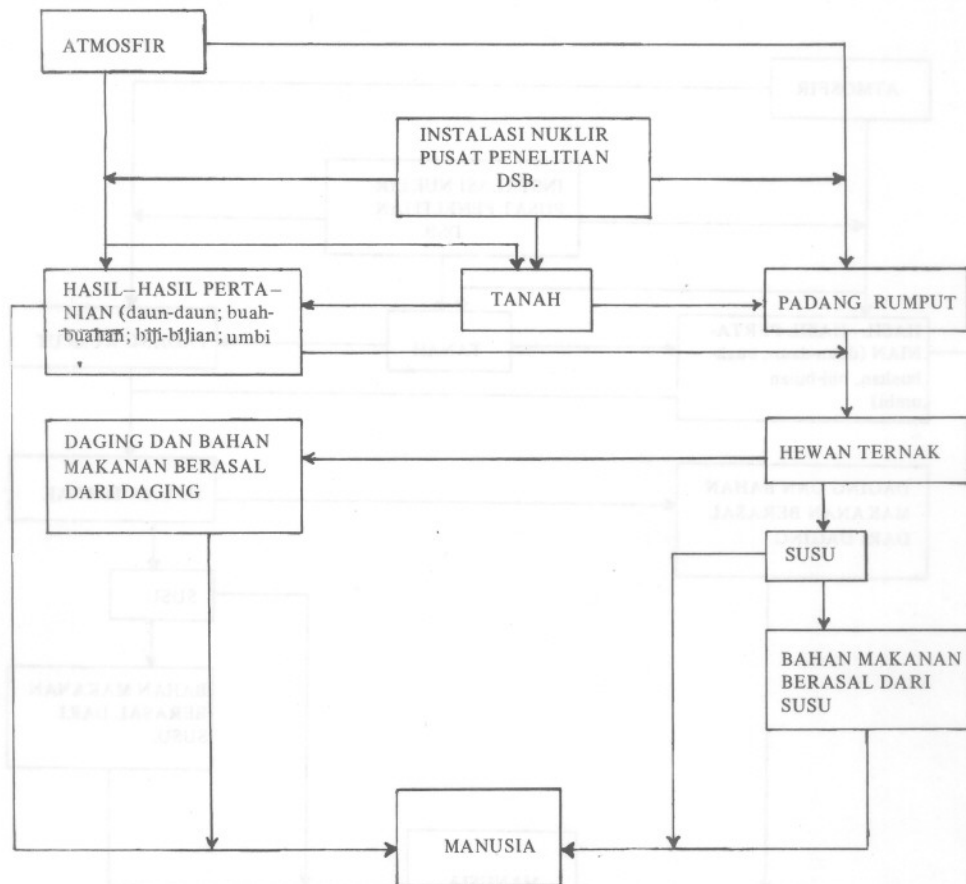 ATMOSFIR
INSTALASI NUKLIR
PUSAT PENELITIAN
DSB.
HASIL–HASIL PERTA–
NIAN (daun-daun; buah-
buahan; biji-bijian; umbi
,
TANAH
PADANG RUMPUT
DAGING DAN BAHAN
MAKANAN BERASAL
DARI DAGING
HEWAN TERNAK
SUSU
BAHAN MAKANAN
BERASAL DARI
SUSU
MANUSIA